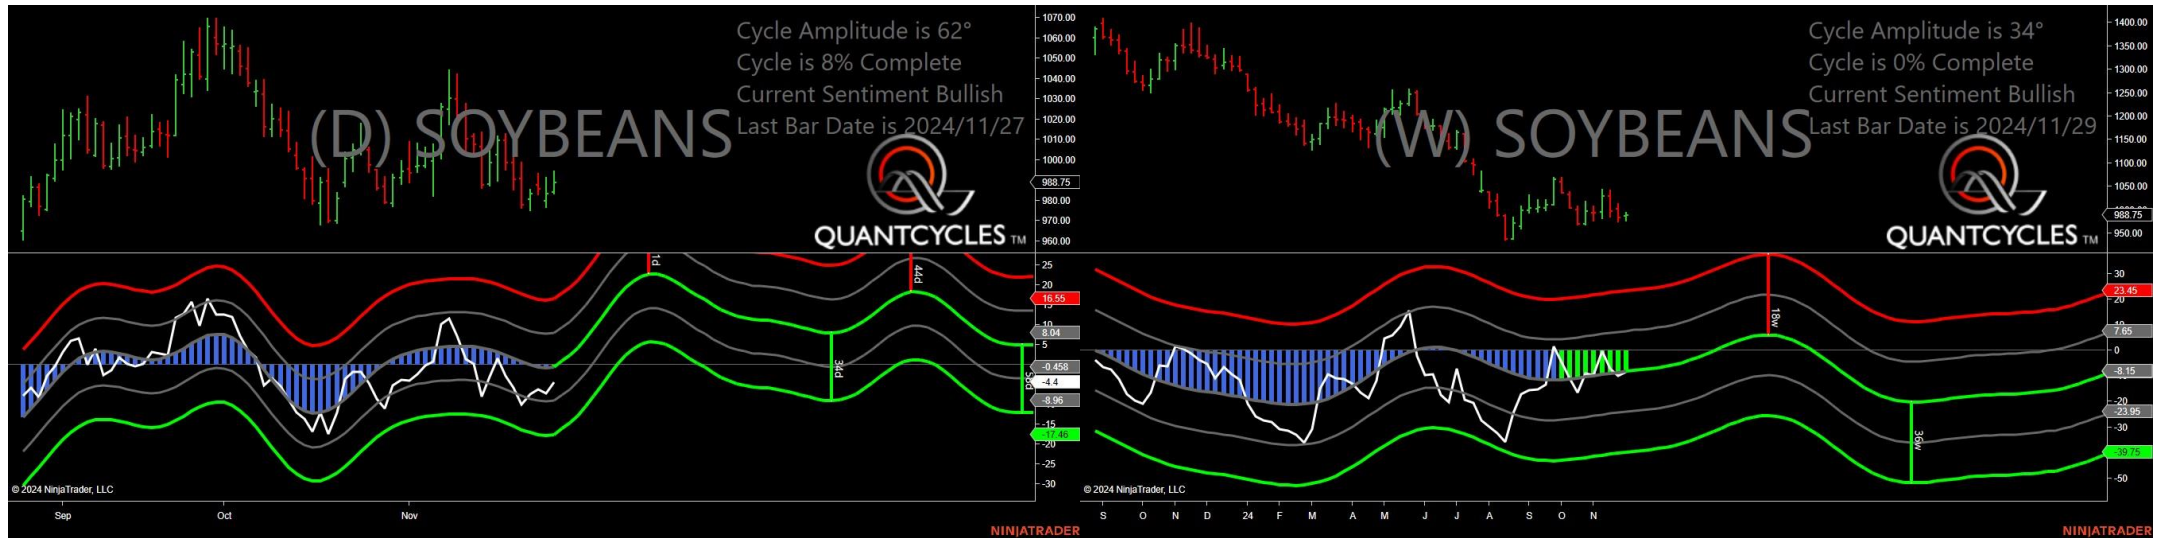 Cycle Amplitude is 62°
Cycle is 8% Complete
Current Sentiment Bullish
Last Bar Date is 2024/11/27
(D) SOYBEANS
QUANTCYCLES TM
1070.00
1060.00
1050.00
1040.00
1030.00
1020.00
1010.00
1000.00
988.75
980.00
970.00
960.00
25
20
16.55
10
8.04
5
-0.458
-4.4
-8.96
-15
-17.46
-20
-25
-30
1d
34d
44d
© 2024 NinjaTrader, LLC
Sep
Oct
Nov
NINJATRADER
Cycle Amplitude is 34°
Cycle is 0% Complete
Current Sentiment Bullish
Last Bar Date is 2024/11/29
(W) SOYBEANS
QUANTCYCLES TM
1400.00
1350.00
1300.00
1250.00
1200.00
1150.00
1100.00
1050.00
988.75
950.00
30
23.45
20
10
7.65
0
-8.15
-20
-23.95
-30
-39.75
-50
18w
36w
© 2024 NinjaTrader, LLC
S
O
N
D
24
F
M
A
M
J
J
A
S
O
N
NINJATRADER